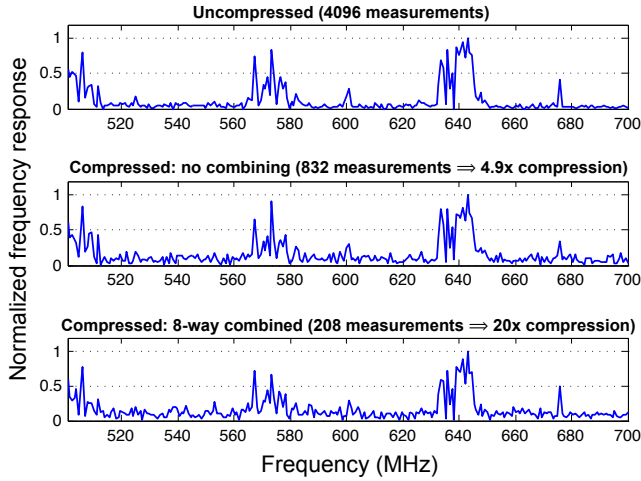 Uncompressed (4096 measurements)
1
0.5
0
520 540 560 580 600 620 640 660 680 700
Compressed: no combining (832 measurements ⟹ 4.9x compression)
1
0.5
0
520 540 560 580 600 620 640 660 680 700
Compressed: 8-way combined (208 measurements ⟹ 20x compression)
1
0.5
0
520 540 560 580 600 620 640 660 680 700
Normalized frequency response
Frequency (MHz)